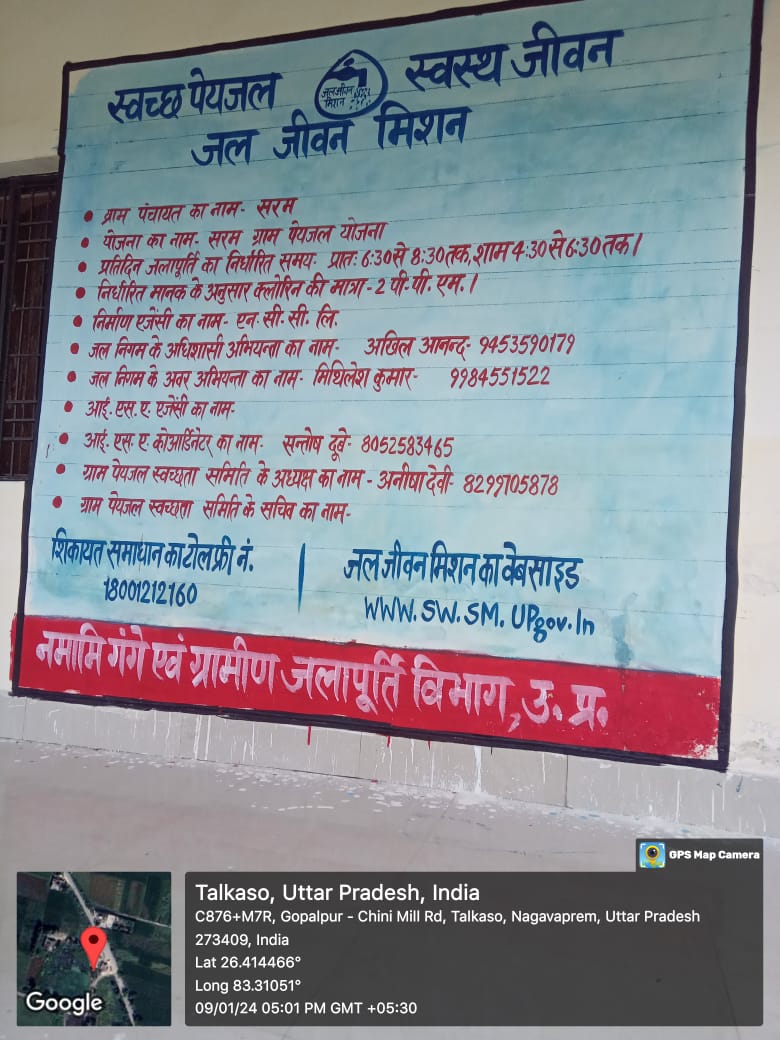 स्वच्छ पेयजल जल जीवन मिशन स्वस्थ जीवन
जल जीवन मिशन
• ग्राम पंचायत का नाम- सरम
• योजना का नाम- सरम ग्राम पेयजल योजना
• प्रतिदिन जलापूर्ति का निर्धारित समय- प्रातः 6:30 से 8:30 तक, शाम 4:30 से 6:30 तक।
• निर्धारित मानक के अनुसार क्लोरिन की मात्रा- 2 पी.पी.एम.।
• निर्माण एजेंसी का नाम- एन.सी.सी.लि.
• जल निगम के अधिशासी अभियन्ता का नाम- अखिल आनन्द- 9453590179
• जल निगम के अवर अभियन्ता का नाम- मिथिलेश कुमार- 9984551522
• आई.एस.ए. एजेंसी का नाम-
• आई.एस.ए. कोआर्डिनेटर का नाम- सन्तोष दूबे- 8052583465
• ग्राम पेयजल स्वच्छता समिति के अध्यक्ष का नाम- अनीषा देवी- 8299705878
• ग्राम पेयजल स्वच्छता समिति के सचिव का नाम-
शिकायत समाधान का टोल फ्री नं.
18001212160
जल जीवन मिशन का वेबसाइड
WWW.SW.SM.UPgov.In
नमामि गंगे एवं ग्रामीण जलापूर्ति विभाग, उ.प्र.
GPS Map Camera
Google
Talkaso, Uttar Pradesh, India
C876+M7R, Gopalpur - Chini Mill Rd, Talkaso, Nagavaprem, Uttar Pradesh
273409, India
Lat 26.414466°
Long 83.31051°
09/01/24 05:01 PM GMT +05:30